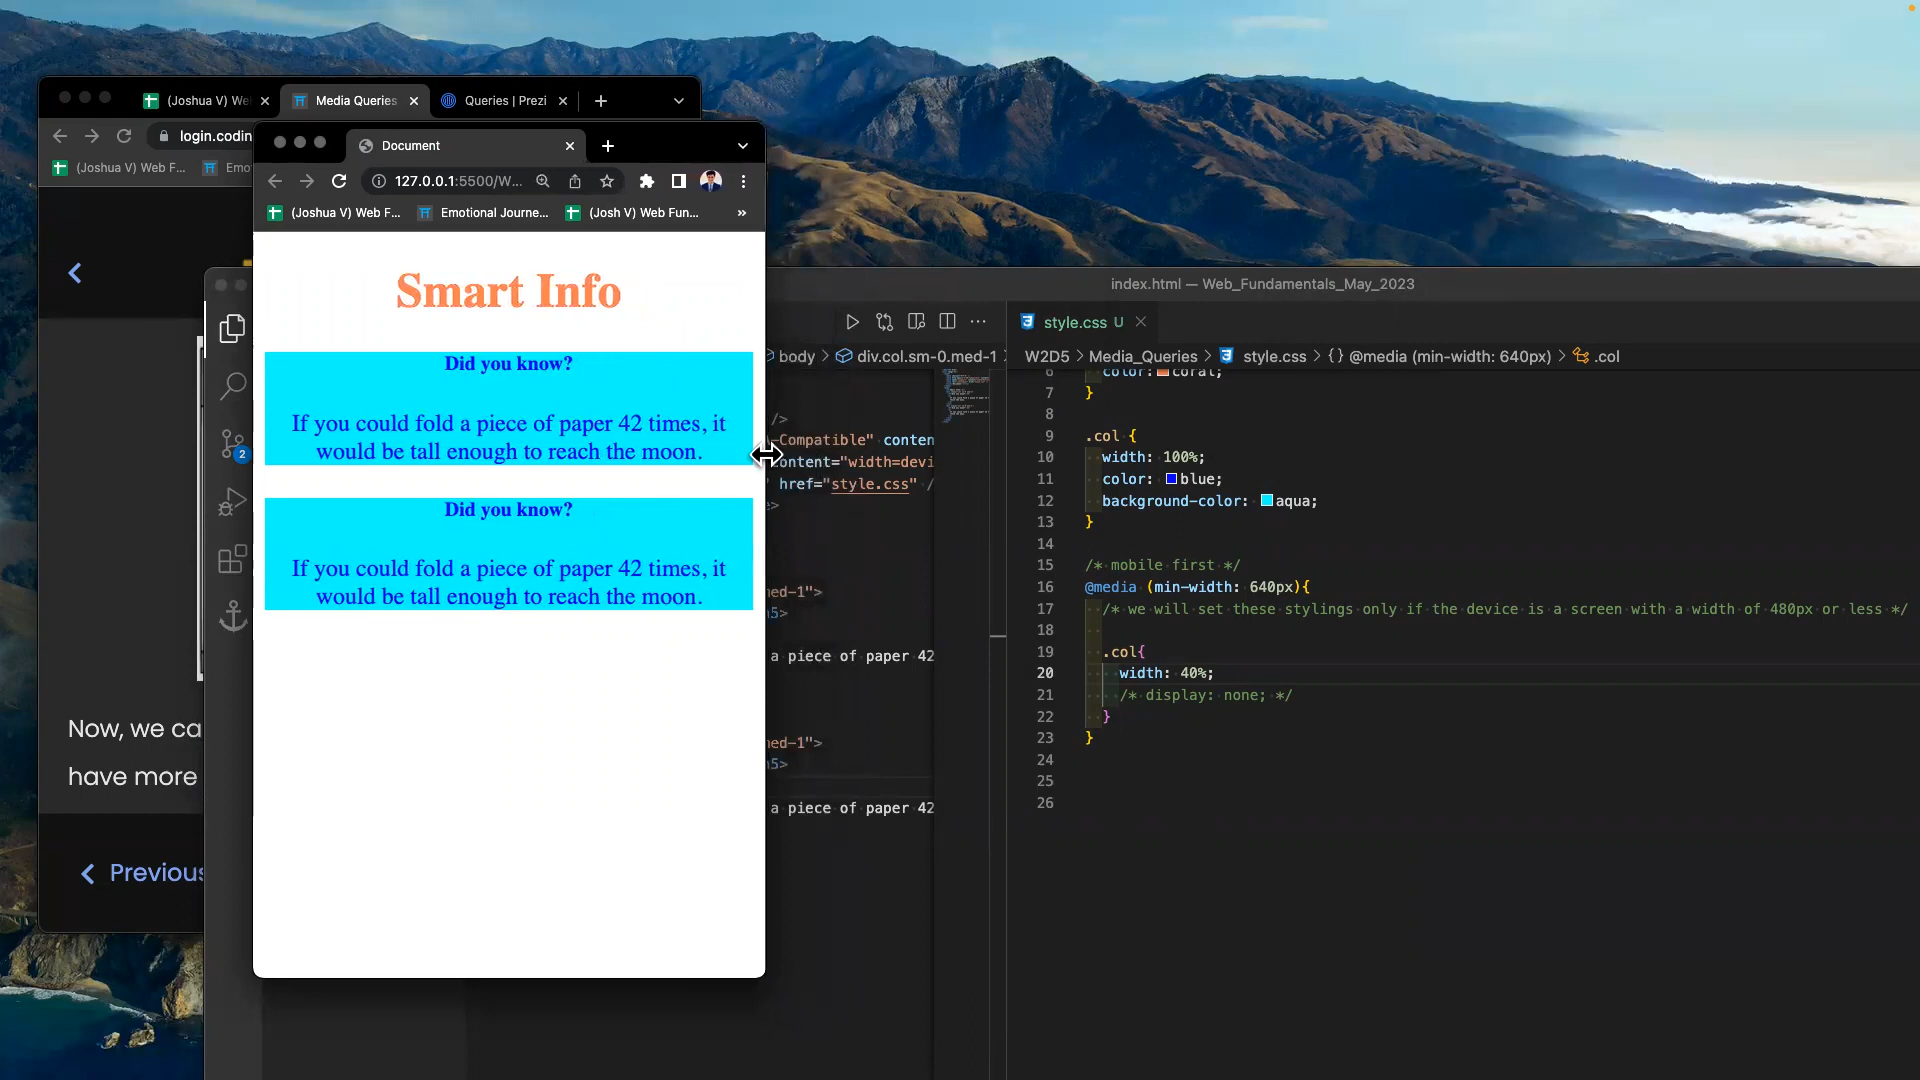 (Joshua V) We
Media Queries
Queries | Prezi
login.codin
(Joshua V) Web F...
Emo
Document
127.0.0.1:5500/W...
(Joshua V) Web F...
Emotional Journe...
(Josh V) Web Fun...
»
Smart Info
Did you know?
If you could fold a piece of paper 42 times, it
would be tall enough to reach the moon.
Did you know?
If you could fold a piece of paper 42 times, it
would be tall enough to reach the moon.
Now, we ca
have more
Previous
2
index.html — Web_Fundamentals_May_2023
body > div.col.sm-0.med-1 >
/>
-Compatible" conten
content="width=devi
" href="style.css" /
e>
med-1">
h5>
a piece of paper 42
med-1">
h5>
a piece of paper 42
style.css U
W2D5 > Media_Queries > style.css > {} @media (min-width: 640px) > .col
6 color: coral;
7 }
8
9 .col {
10 width: 100%;
11 color: blue;
12 background-color: aqua;
13 }
14
15 /* mobile first */
16 @media (min-width: 640px){
17 /* we will set these stylings only if the device is a screen with a width of 480px or less */
18
19 .col{
20 width: 40%;
21 /* display: none; */
22 }
23 }
24
25
26